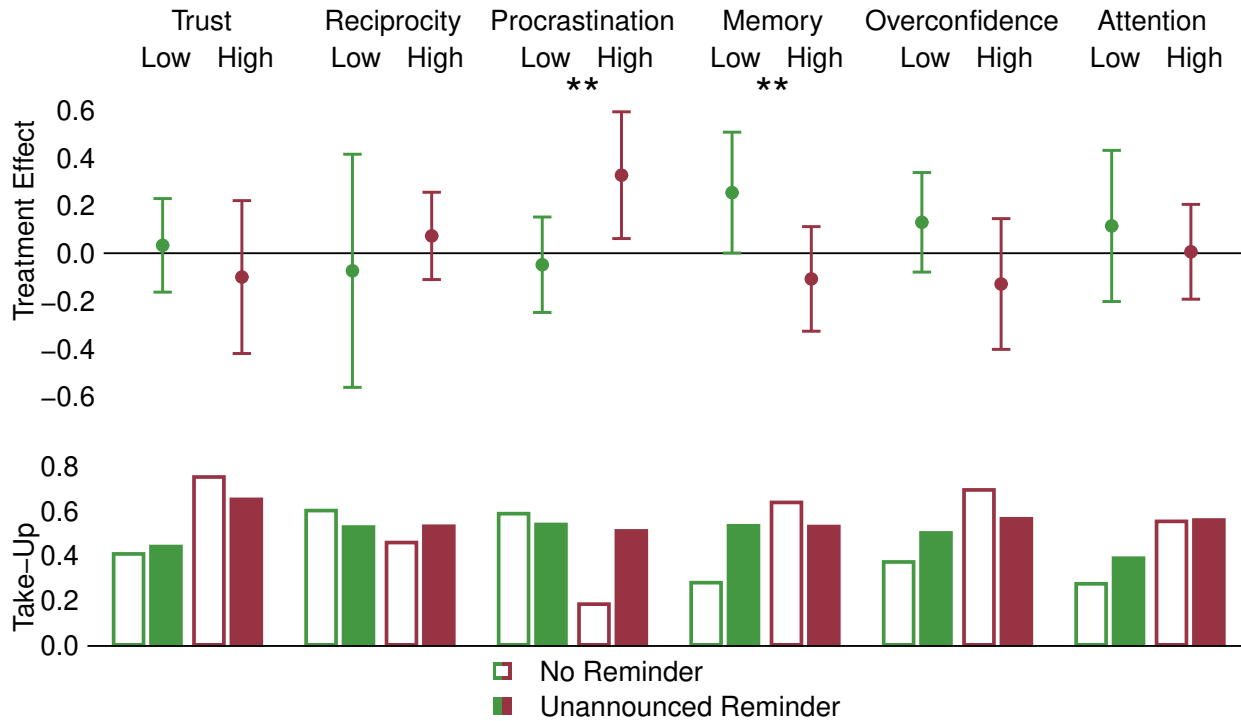 Trust Reciprocity Procrastination Memory Overconfidence Attention
Low High Low High Low High Low High Low High Low High
** **
Treatment Effect
0.6
0.4
0.2
0.0
−0.2
−0.4
−0.6
Take−Up
0.8
0.6
0.4
0.2
0.0
No Reminder
Unannounced Reminder